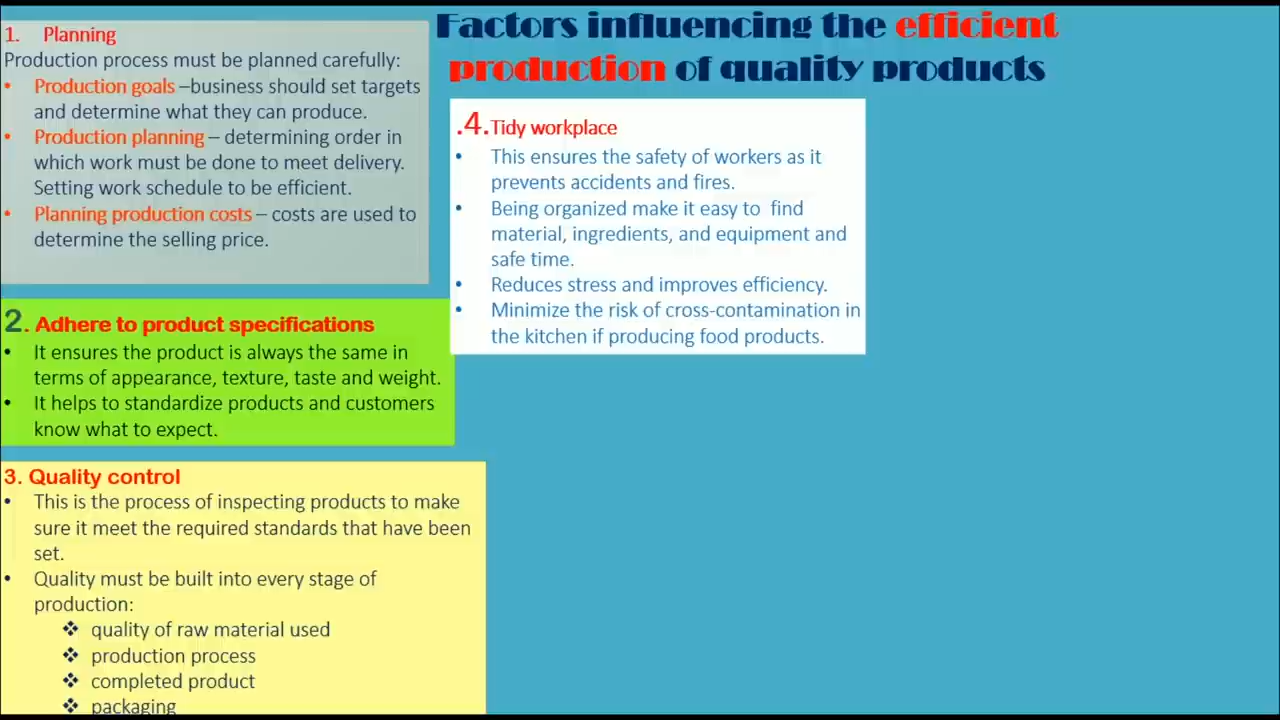 Factors influencing the efficient
production of quality products
1. Planning
Production process must be planned carefully:
• Production goals –business should set targets
and determine what they can produce.
• Production planning – determining order in
which work must be done to meet delivery.
Setting work schedule to be efficient.
• Planning production costs – costs are used to
determine the selling price.
2. Adhere to product specifications
• It ensures the product is always the same in
terms of appearance, texture, taste and weight.
• It helps to standardize products and customers
know what to expect.
3. Quality control
• This is the process of inspecting products to make
sure it meet the required standards that have been
set.
• Quality must be built into every stage of
production:
❖ quality of raw material used
❖ production process
❖ completed product
❖ packaging
.4.Tidy workplace
• This ensures the safety of workers as it
prevents accidents and fires.
• Being organized make it easy to find
material, ingredients, and equipment and
safe time.
• Reduces stress and improves efficiency.
• Minimize the risk of cross-contamination in
the kitchen if producing food products.